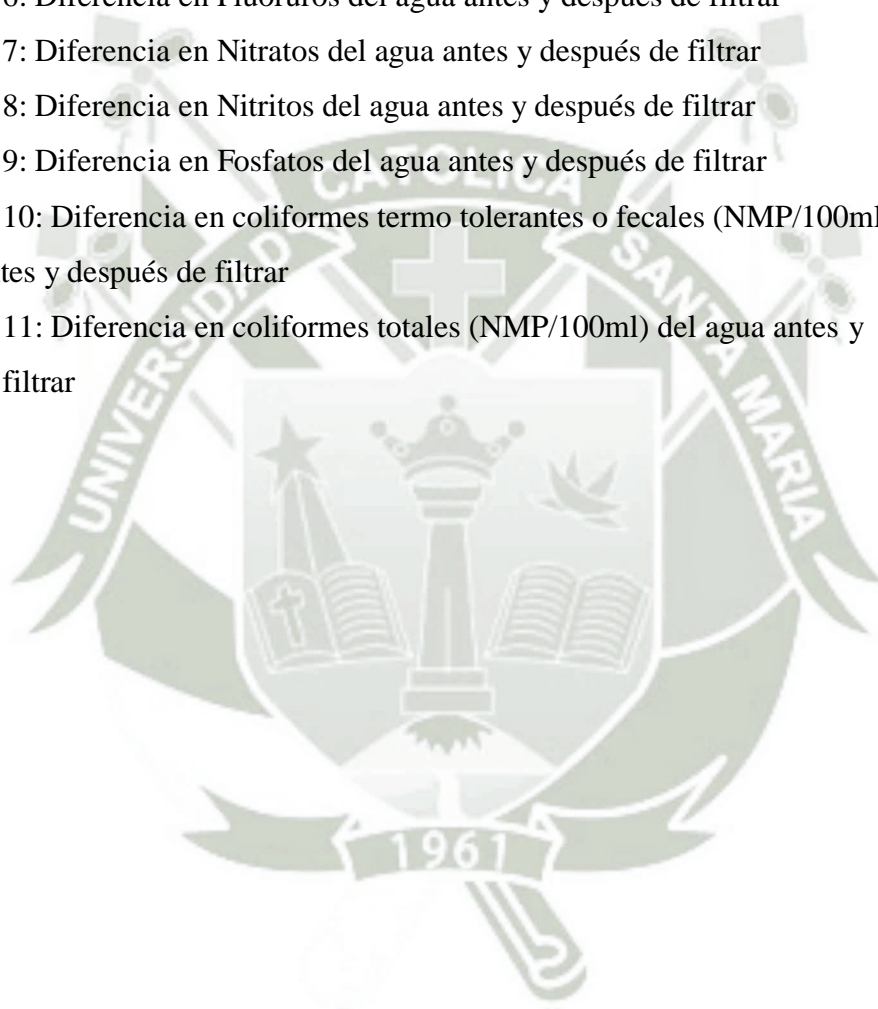 6: Diferencia en Fluoruros del agua antes y después de filtrar
7: Diferencia en Nitratos del agua antes y después de filtrar
8: Diferencia en Nitritos del agua antes y después de filtrar
9: Diferencia en Fosfatos del agua antes y después de filtrar
10: Diferencia en coliformes termo tolerantes o fecales (NMP/100ml
tes y después de filtrar
11: Diferencia en coliformes totales (NMP/100ml) del agua antes y
filtrar
UNIVERSIDAD CATOLICA SANTA MARIA
1961